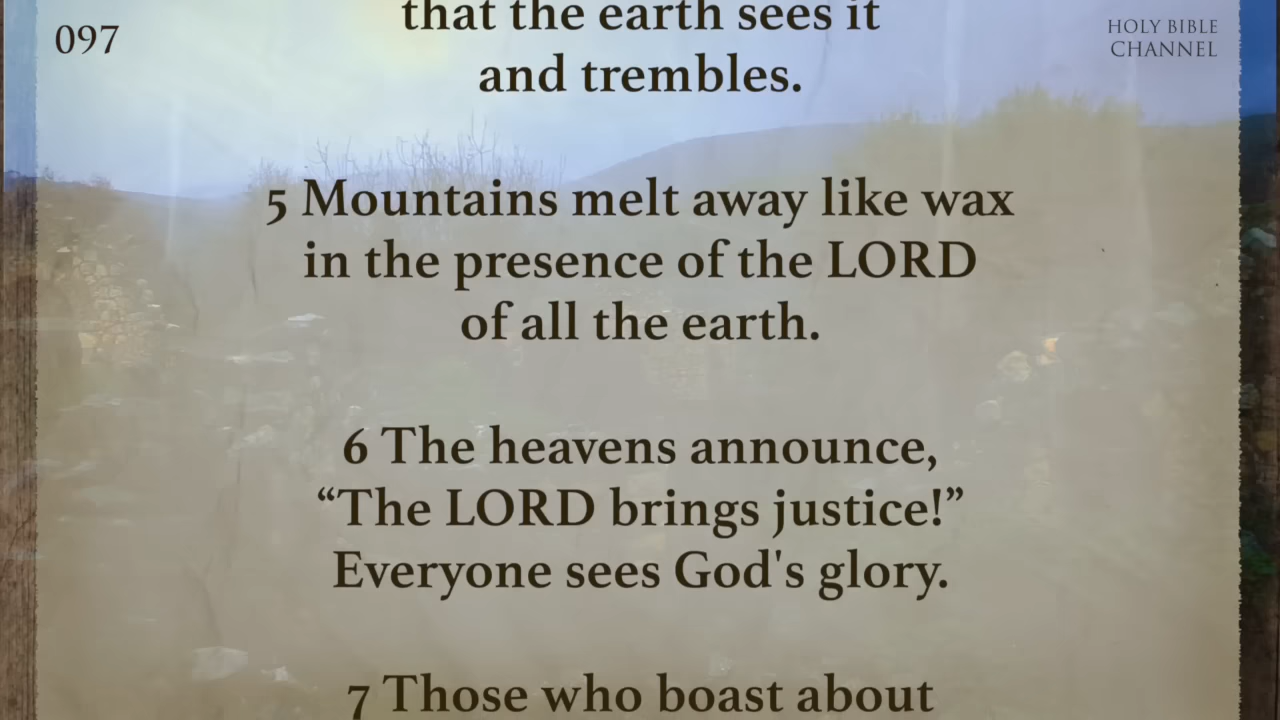 097
HOLY BIBLE
CHANNEL
that the earth sees it
and trembles.
5 Mountains melt away like wax
in the presence of the LORD
of all the earth.
6 The heavens announce,
“The LORD brings justice!”
Everyone sees God's glory.
7 Those who boast about